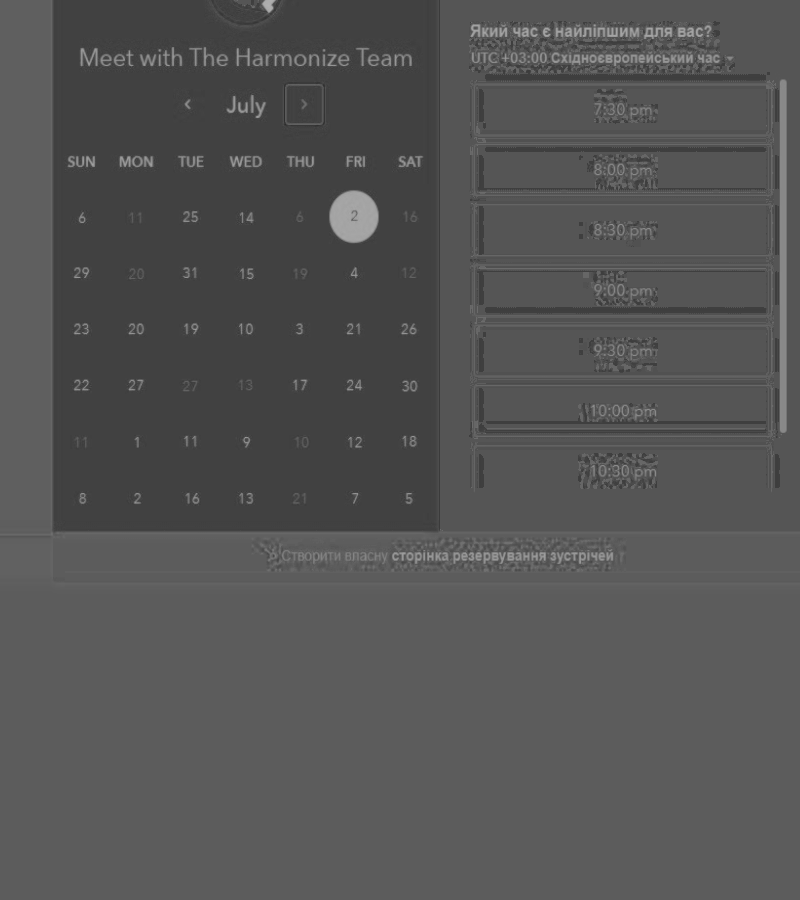 Meet with The Harmonize Team
July
SUN MON TUE WED THU FRI SAT
6 11 25 14 6 2 16
29 20 31 15 19 4 12
23 20 19 10 3 21 26
22 27 27 13 17 24 30
11 1 11 9 10 12 18
8 2 16 13 21 7 5
Який час є найліпшим для вас?
UTC +03:00 Східноєвропейський час
7:30 pm
8:00 pm
8:30 pm
9:00 pm
9:30 pm
10:00 pm
10:30 pm
Створити власну сторінка резервування зустрічей